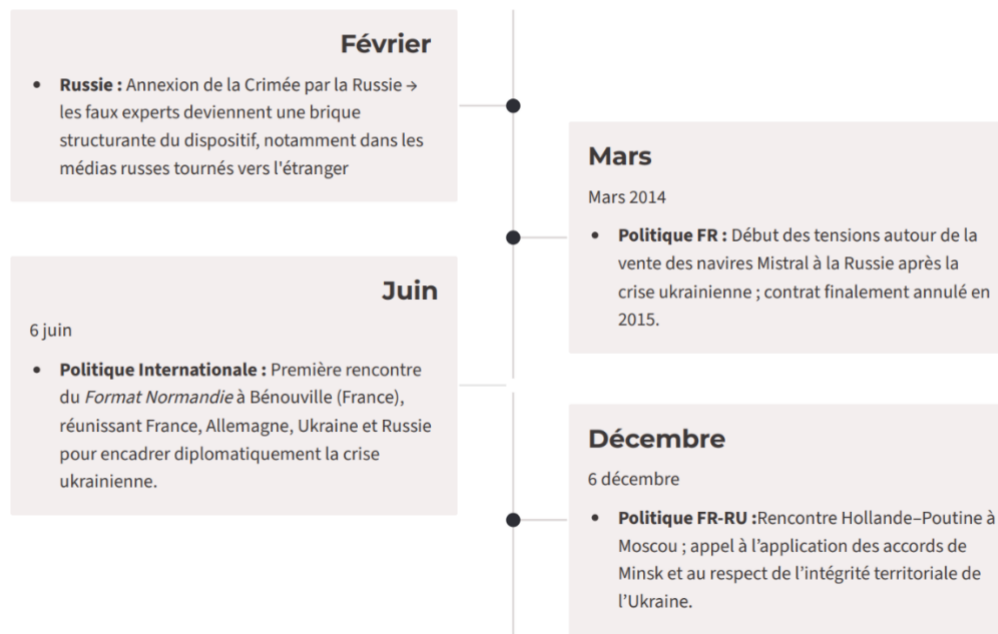 Février
• Russie : Annexion de la Crimée par la Russie →
les faux experts deviennent une brique
structurante du dispositif, notamment dans les
médias russes tournés vers l'étranger
Mars
Mars 2014
• Politique FR : Début des tensions autour de la
vente des navires Mistral à la Russie après la
crise ukrainienne ; contrat finalement annulé en
2015.
Juin
6 juin
• Politique Internationale : Première rencontre
du Format Normandie à Bénouville (France),
réunissant France, Allemagne, Ukraine et Russie
pour encadrer diplomatiquement la crise
ukrainienne.
Décembre
6 décembre
• Politique FR-RU :Rencontre Hollande–Poutine à
Moscou ; appel à l’application des accords de
Minsk et au respect de l’intégrité territoriale de
l’Ukraine.